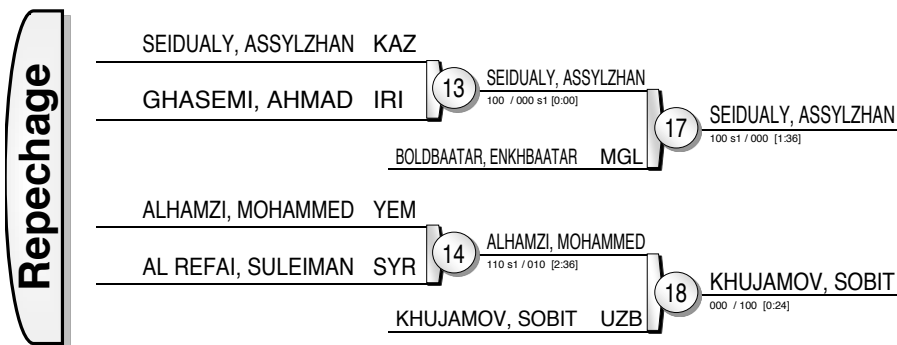 Repechage
SEIDUALY, ASSYLZHAN KAZ
GHASEMI, AHMAD IRI
13
SEIDUALY, ASSYLZHAN
100 / 000 s1 [0:00]
BOLDBAATAR, ENKHBAATAR MGL
17
SEIDUALY, ASSYLZHAN
100 s1 / 000 [1:36]
ALHAMZI, MOHAMMED YEM
AL REFAI, SULEIMAN SYR
14
ALHAMZI, MOHAMMED
110 s1 / 010 [2:36]
KHUJAMOV, SOBIT UZB
18
KHUJAMOV, SOBIT
000 / 100 [0:24]